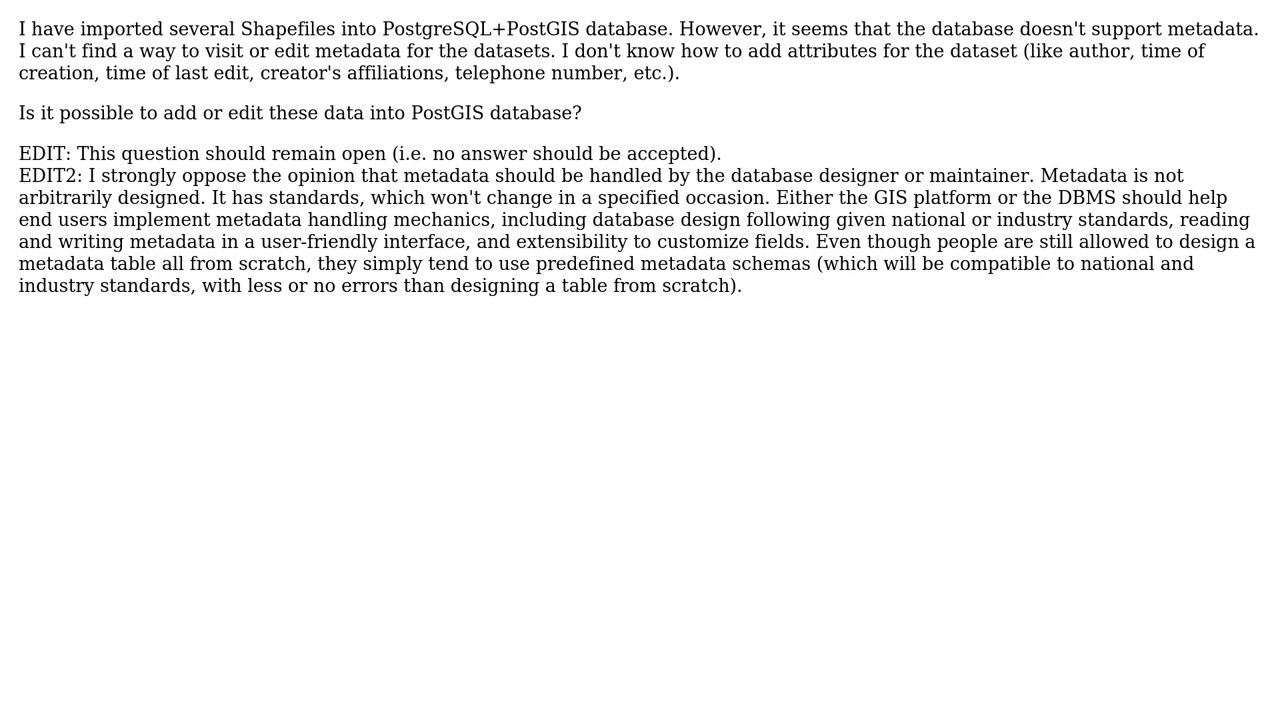 I have imported several Shapefiles into PostgreSQL+PostGIS database. However, it seems that the database doesn't support metadata.
I can't find a way to visit or edit metadata for the datasets. I don't know how to add attributes for the dataset (like author, time of
creation, time of last edit, creator's affiliations, telephone number, etc.).
Is it possible to add or edit these data into PostGIS database?
EDIT: This question should remain open (i.e. no answer should be accepted).
EDIT2: I strongly oppose the opinion that metadata should be handled by the database designer or maintainer. Metadata is not
arbitrarily designed. It has standards, which won't change in a specified occasion. Either the GIS platform or the DBMS should help
end users implement metadata handling mechanics, including database design following given national or industry standards, reading
and writing metadata in a user-friendly interface, and extensibility to customize fields. Even though people are still allowed to design a
metadata table all from scratch, they simply tend to use predefined metadata schemas (which will be compatible to national and
industry standards, with less or no errors than designing a table from scratch).